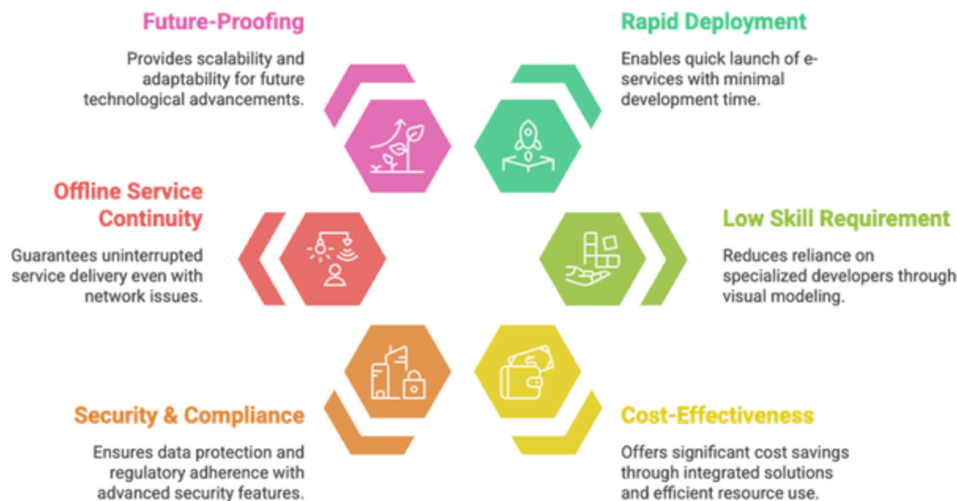 Future-Proofing
Provides scalability and
adaptability for future
technological advancements.
Rapid Deployment
Enables quick launch of e-
services with minimal
development time.
Offline Service
Continuity
Guarantees uninterrupted
service delivery even with
network issues.
Low Skill Requirement
Reduces reliance on
specialized developers through
visual modeling.
Security & Compliance
Ensures data protection and
regulatory adherence with
advanced security features.
Cost-Effectiveness
Offers significant cost savings
through integrated solutions
and efficient resource use.